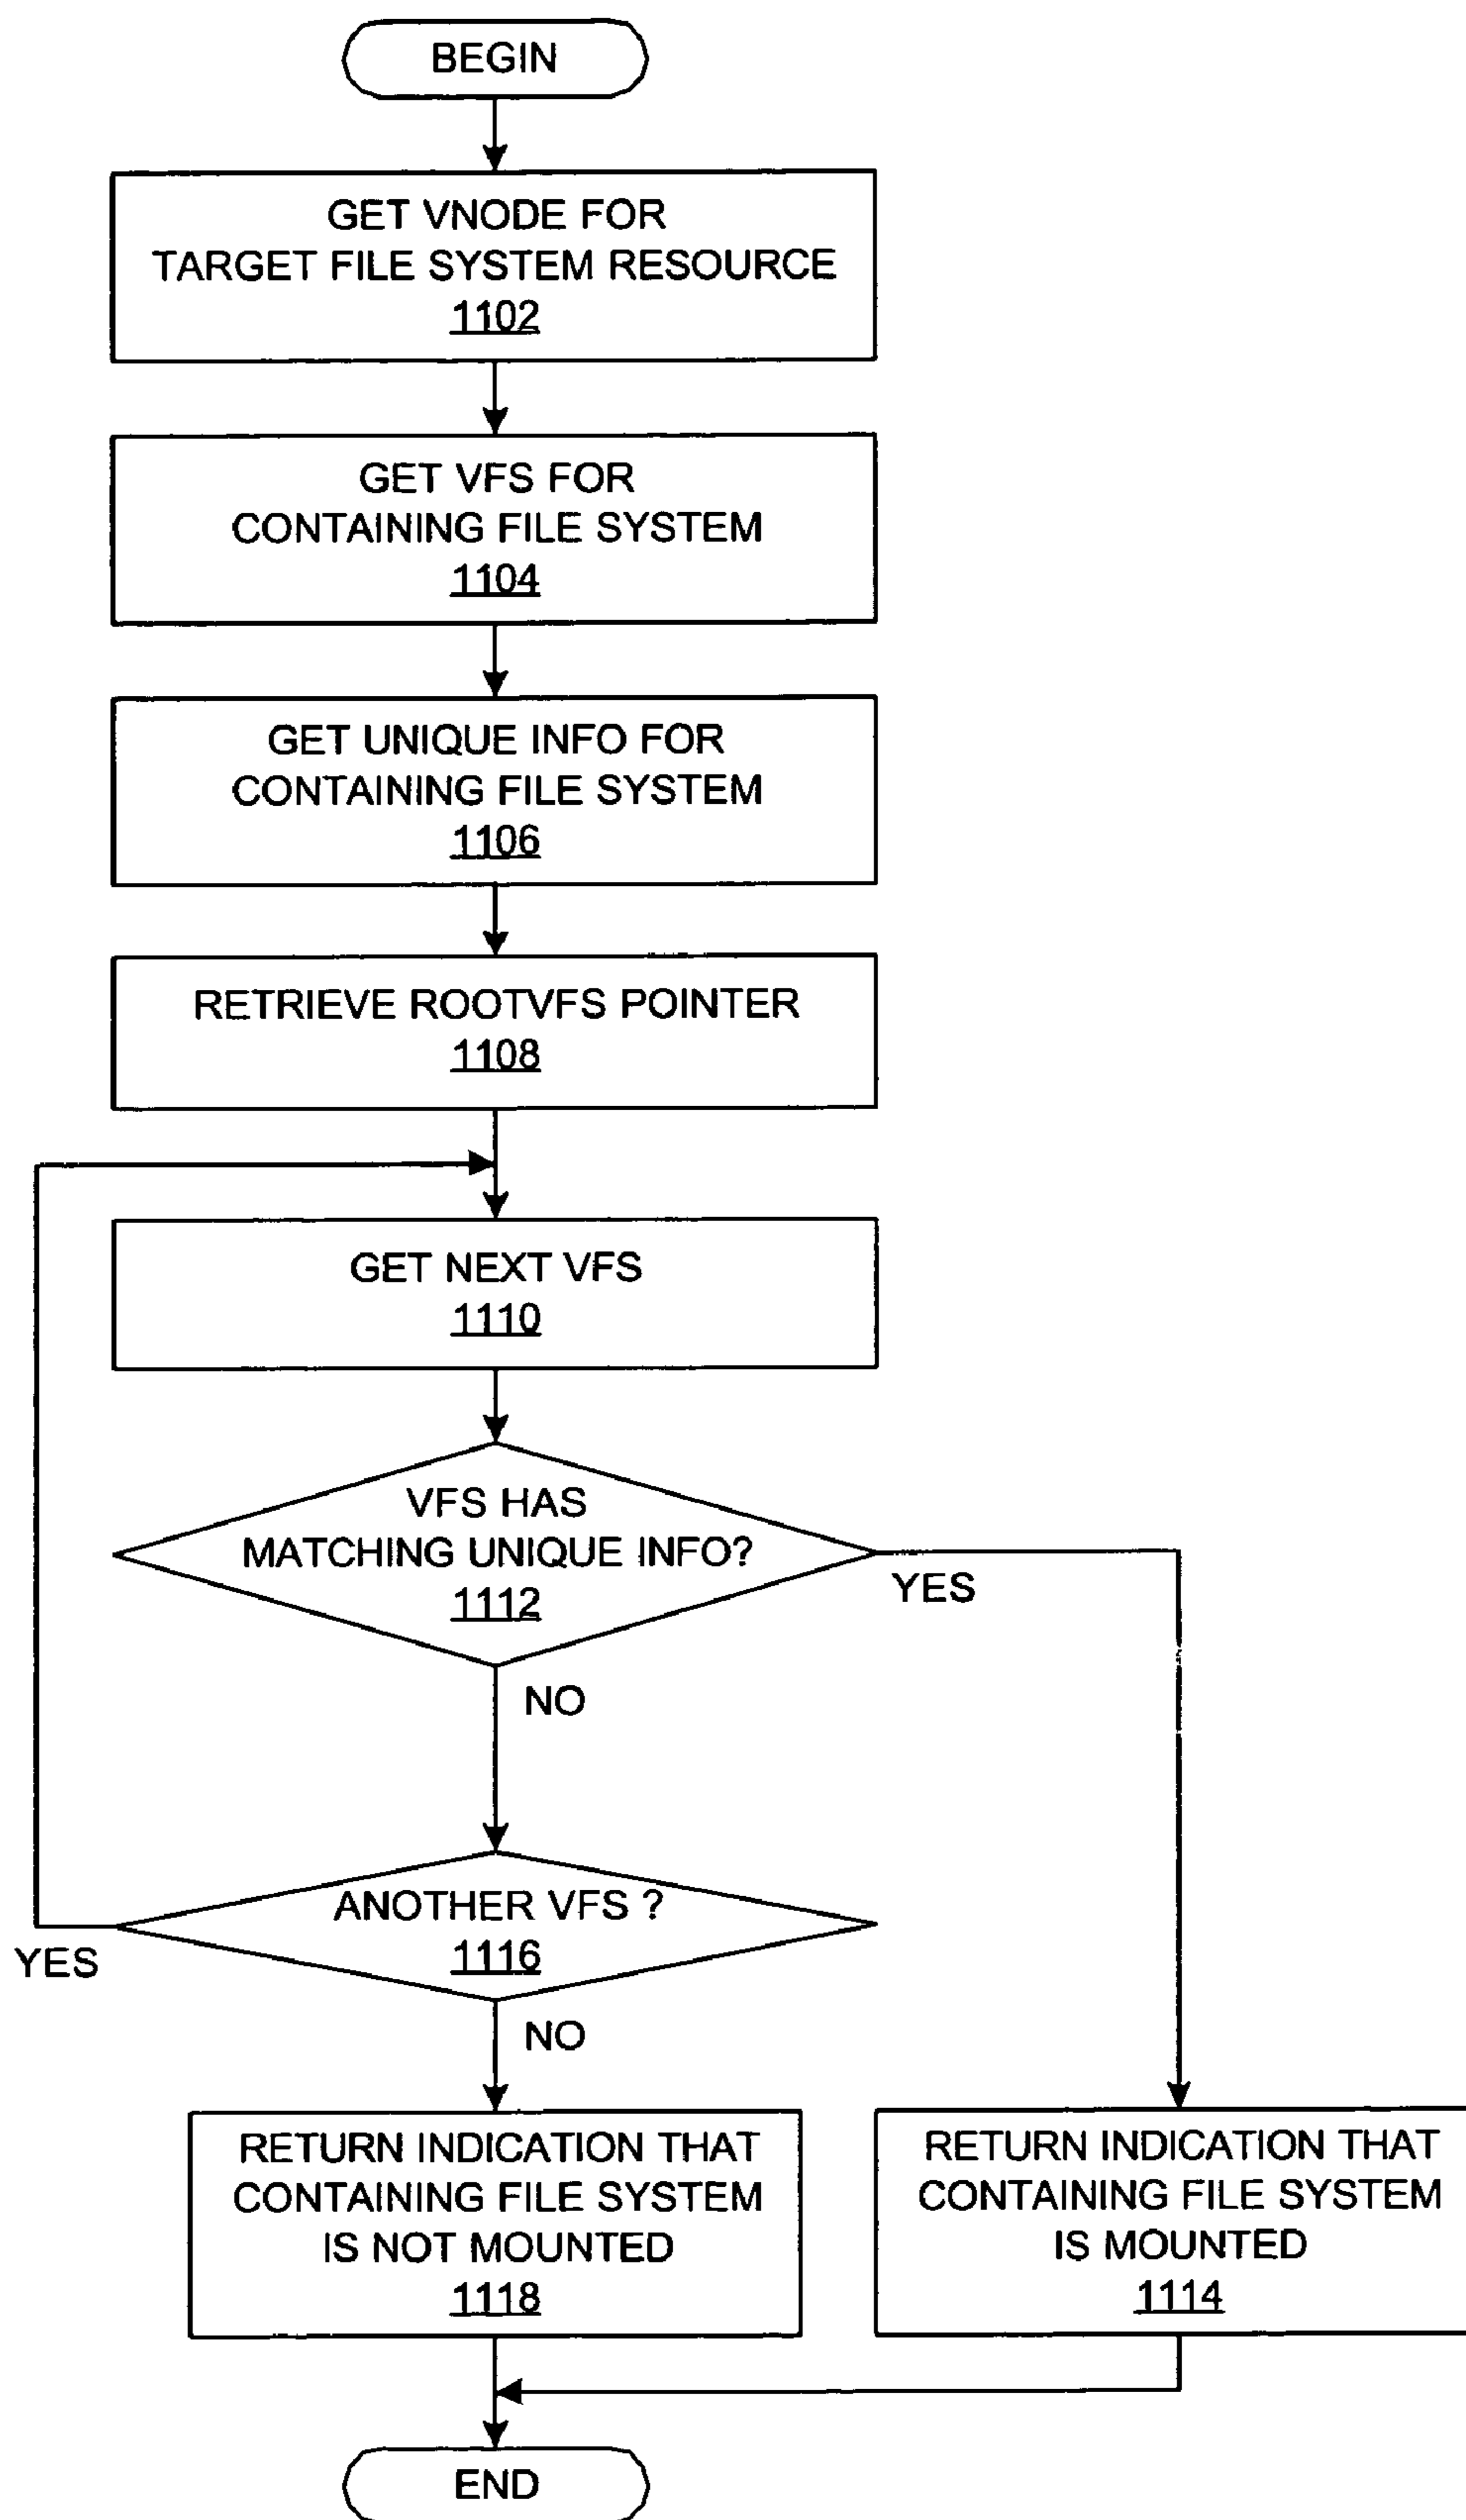 BEGIN
GET VNODE FOR
TARGET FILE SYSTEM RESOURCE
1102
GET VFS FOR
CONTAINING FILE SYSTEM
1104
GET UNIQUE INFO FOR
CONTAINING FILE SYSTEM
1106
RETRIEVE ROOTVFS POINTER
1108
GET NEXT VFS
1110
VFS HAS
MATCHING UNIQUE INFO?
1112
YES
NO
ANOTHER VFS ?
1116
YES
NO
RETURN INDICATION THAT
CONTAINING FILE SYSTEM
IS NOT MOUNTED
1118
RETURN INDICATION THAT
CONTAINING FILE SYSTEM
IS MOUNTED
1114
END